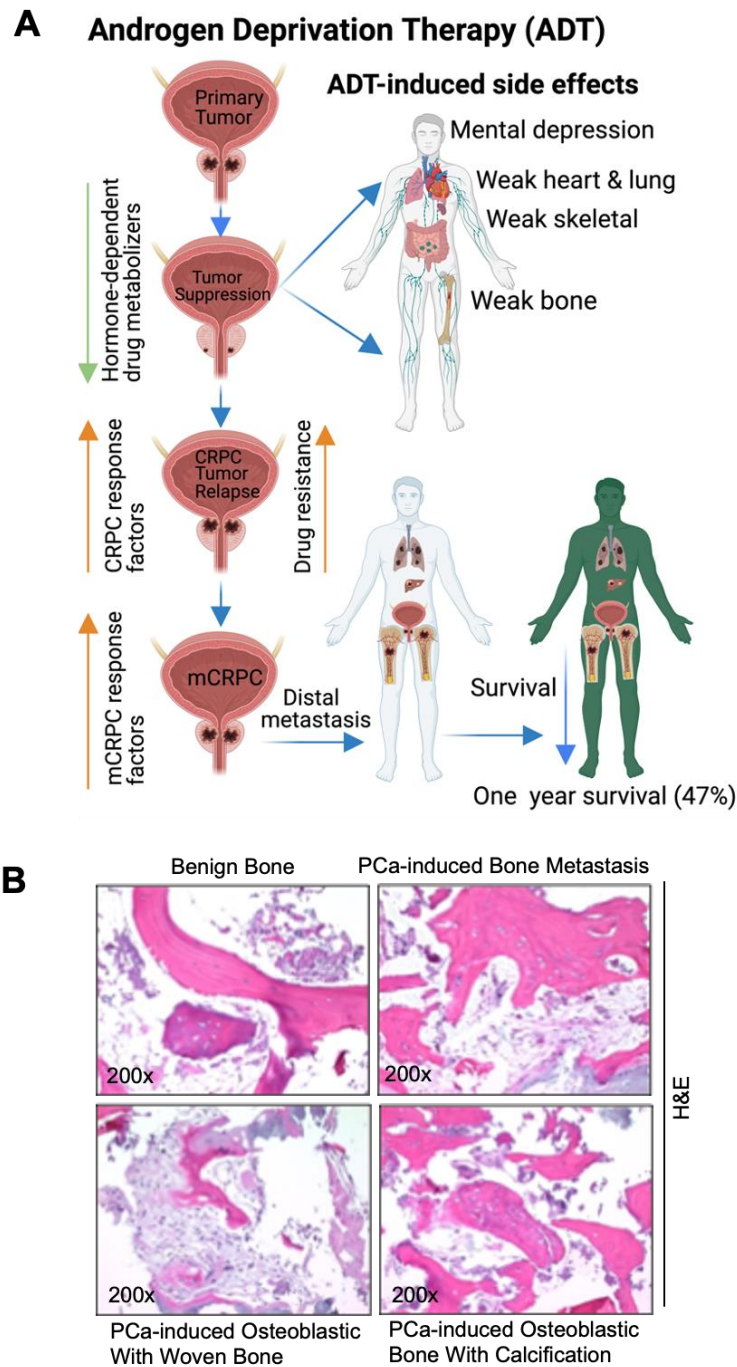 A
Androgen Deprivation Therapy (ADT)
ADT-induced side effects
Primary
Tumor
Mental depression
Weak heart & lung
Weak skeletal
Weak bone
Hormone-dependent
drug metabolizers
Tumor
Suppression
CRPC response
factors
CRPC
Tumor
Relapse
Drug resistance
mCRPC response
factors
mCRPC
Distal
metastasis
Survival
One year survival (47%)
B
Benign Bone
PCa-induced Bone Metastasis
200x
200x
200x
200x
H&E
PCa-induced Osteoblastic
With Woven Bone
PCa-induced Osteoblastic
Bone With Calcification